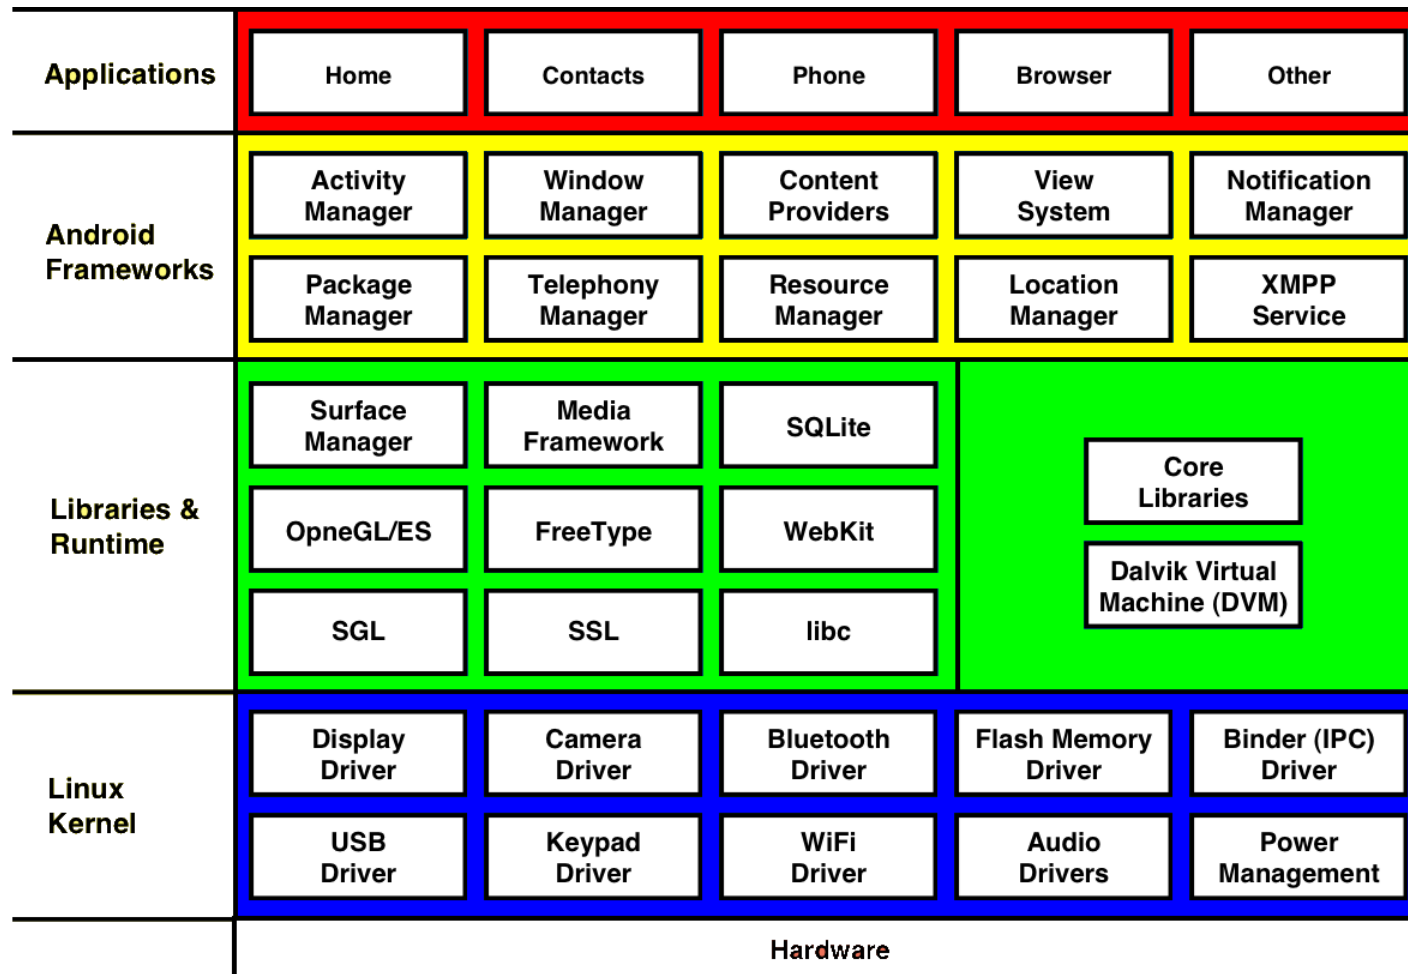 Applications
Home
Contacts
Phone
Browser
Other
Android
Frameworks
Activity
Manager
Window
Manager
Content
Providers
View
System
Notification
Manager
Package
Manager
Telephony
Manager
Resource
Manager
Location
Manager
XMPP
Service
Libraries &
Runtime
Surface
Manager
Media
Framework
SQLite
OpneGL/ES
FreeType
WebKit
SGL
SSL
libc
Core
Libraries
Dalvik Virtual
Machine (DVM)
Linux
Kernel
Display
Driver
Camera
Driver
Bluetooth
Driver
Flash Memory
Driver
Binder (IPC)
Driver
USB
Driver
Keypad
Driver
WiFi
Driver
Audio
Drivers
Power
Management
Hardware